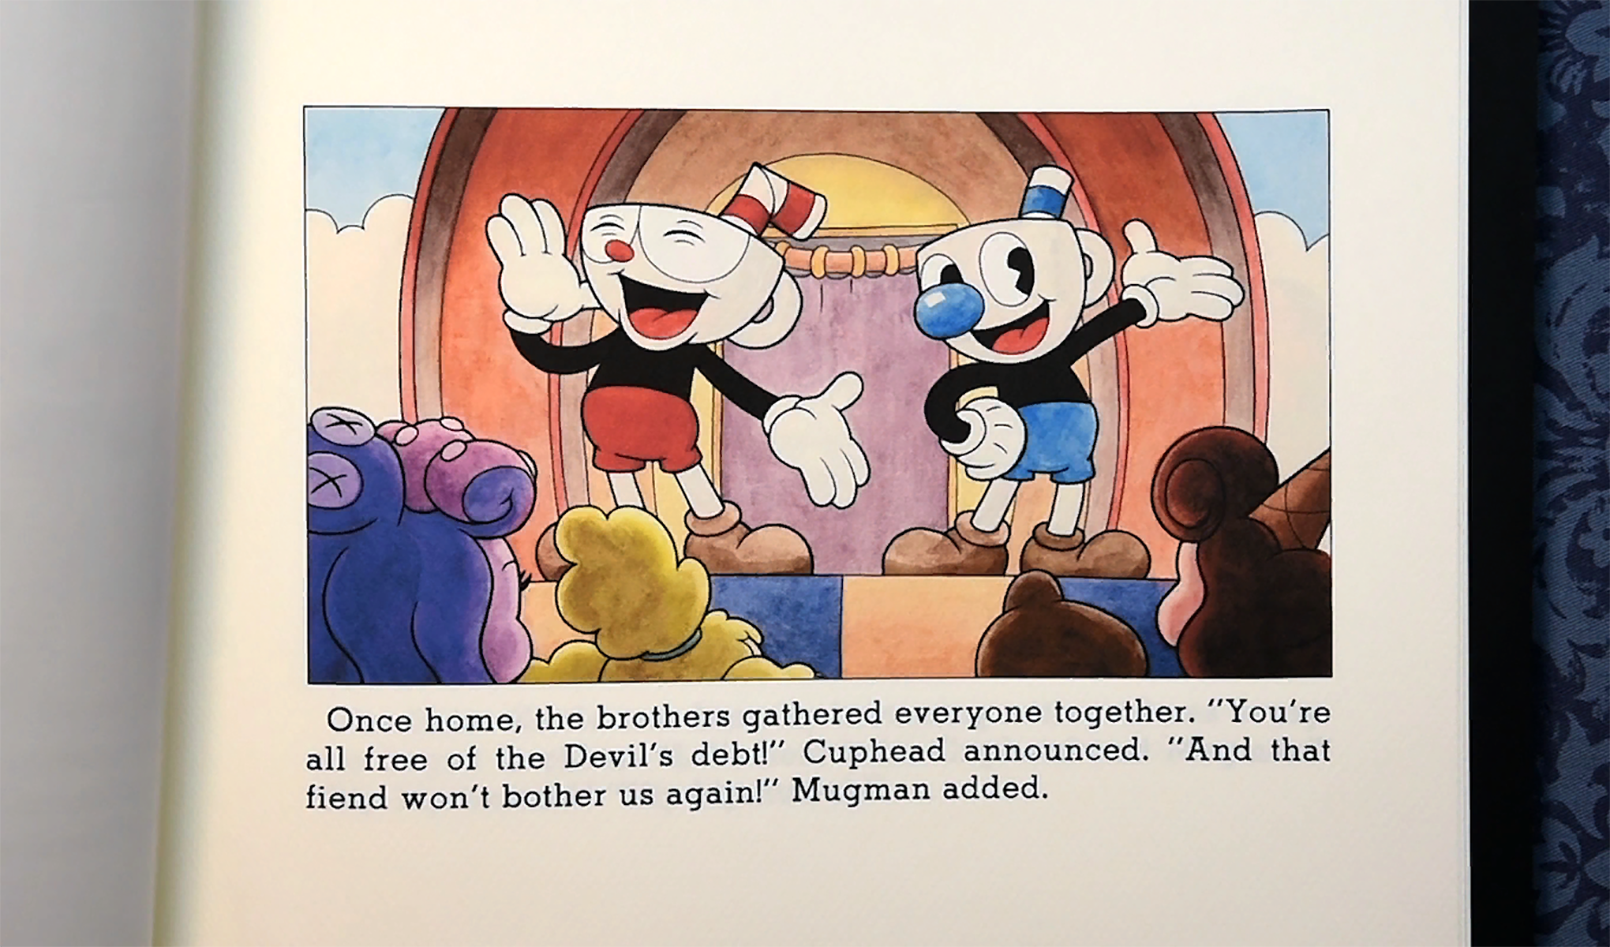 Once home, the brothers gathered everyone together. "You're
all free of the Devil's debt!" Cuphead announced. "And that
fiend won't bother us again!" Mugman added.